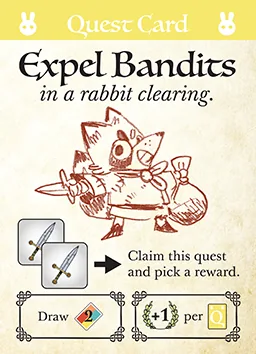 Quest Card
Expel Bandits
in a rabbit clearing.
Claim this quest
and pick a reward.
Draw 2
+1 per Q